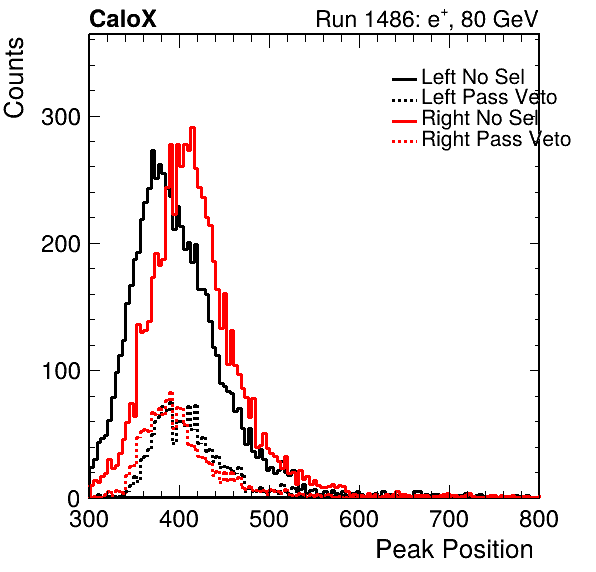 CaloX Run 1486: e⁺, 80 GeV
Counts
Left No Sel
Left Pass Veto
Right No Sel
Right Pass Veto
300
200
100
0
300 400 500 600 700 800
Peak Position